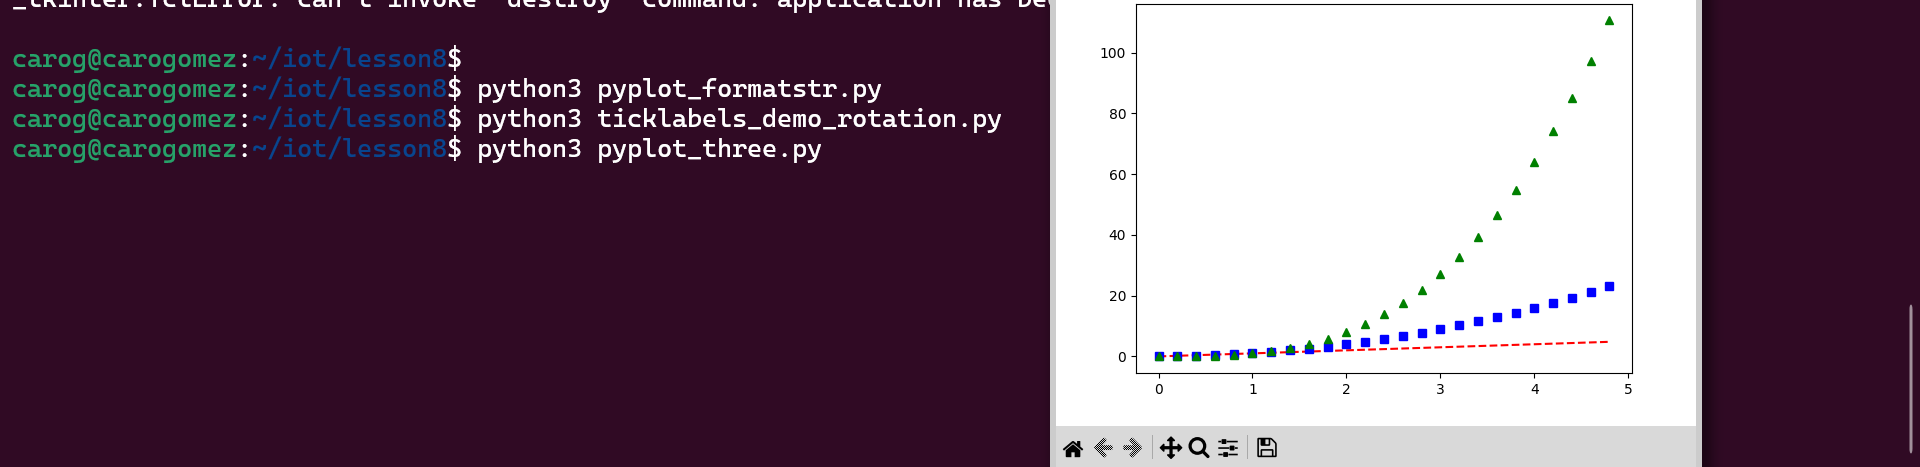 _tkinter.TclError: can't invoke "destroy" command: application has
carog@carogomez:~/iot/lesson8$
carog@carogomez:~/iot/lesson8$ python3 pyplot_formatstr.py
carog@carogomez:~/iot/lesson8$ python3 ticklabels_demo_rotation.py
carog@carogomez:~/iot/lesson8$ python3 pyplot_three.py
100
80
60
40
20
0
0 1 2 3 4 5